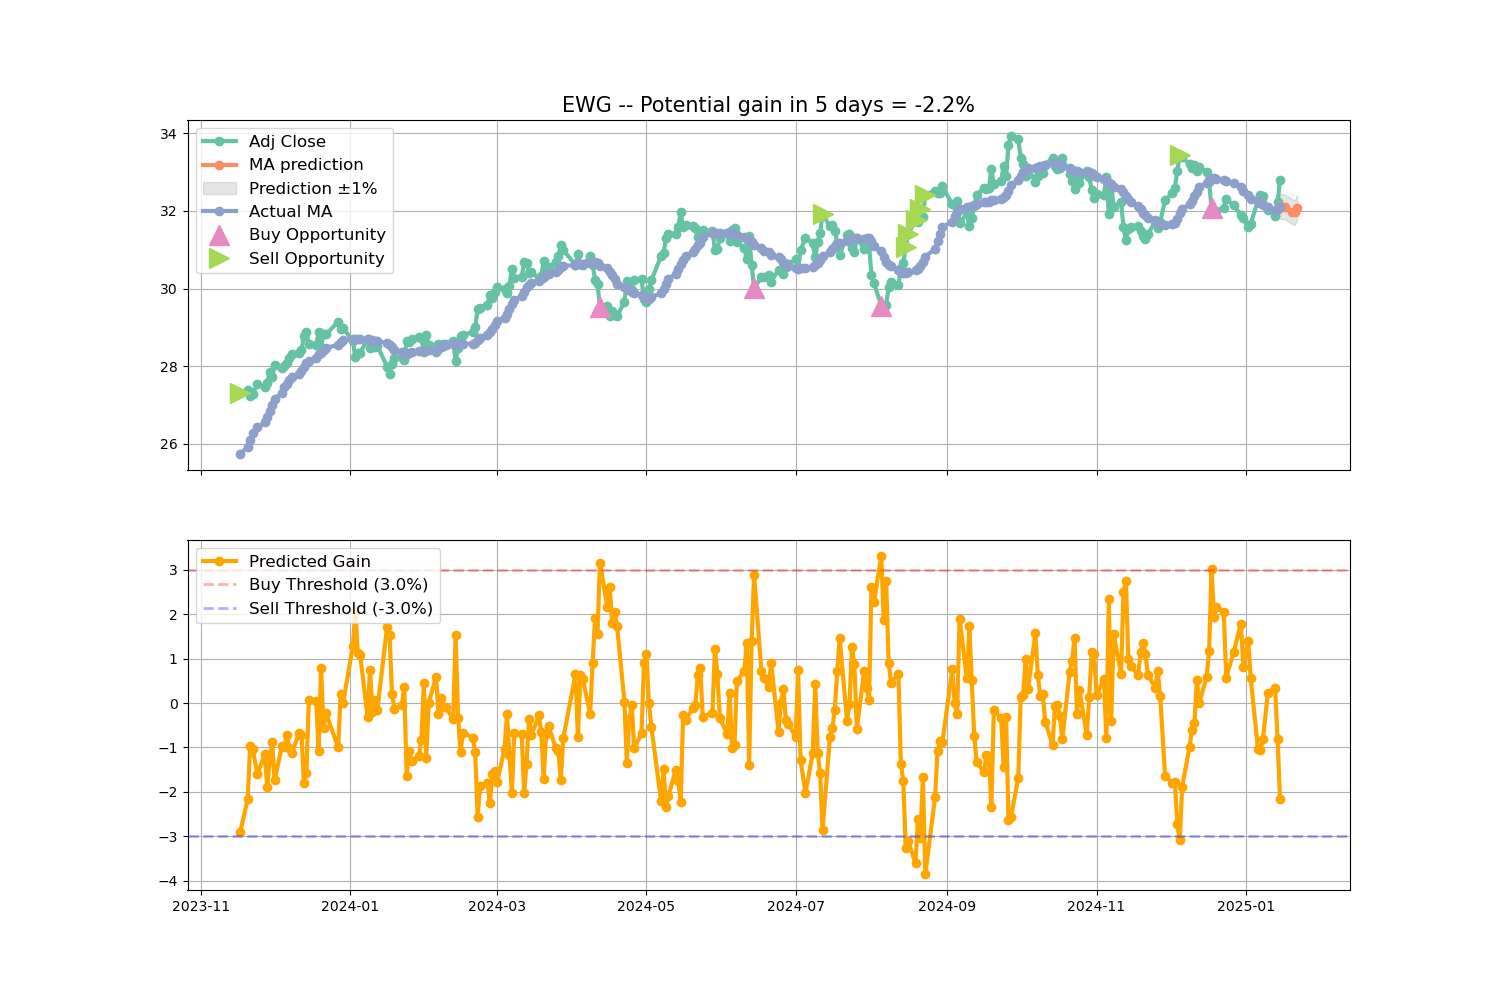 EWG -- Potential gain in 5 days = -2.2%
34
32
30
28
26
Adj Close
MA prediction
Prediction ±1%
Actual MA
Buy Opportunity
Sell Opportunity
3
2
1
0
−1
−2
−3
−4
Predicted Gain
Buy Threshold (3.0%)
Sell Threshold (-3.0%)
2023-11 2024-01 2024-03 2024-05 2024-07 2024-09 2024-11 2025-01